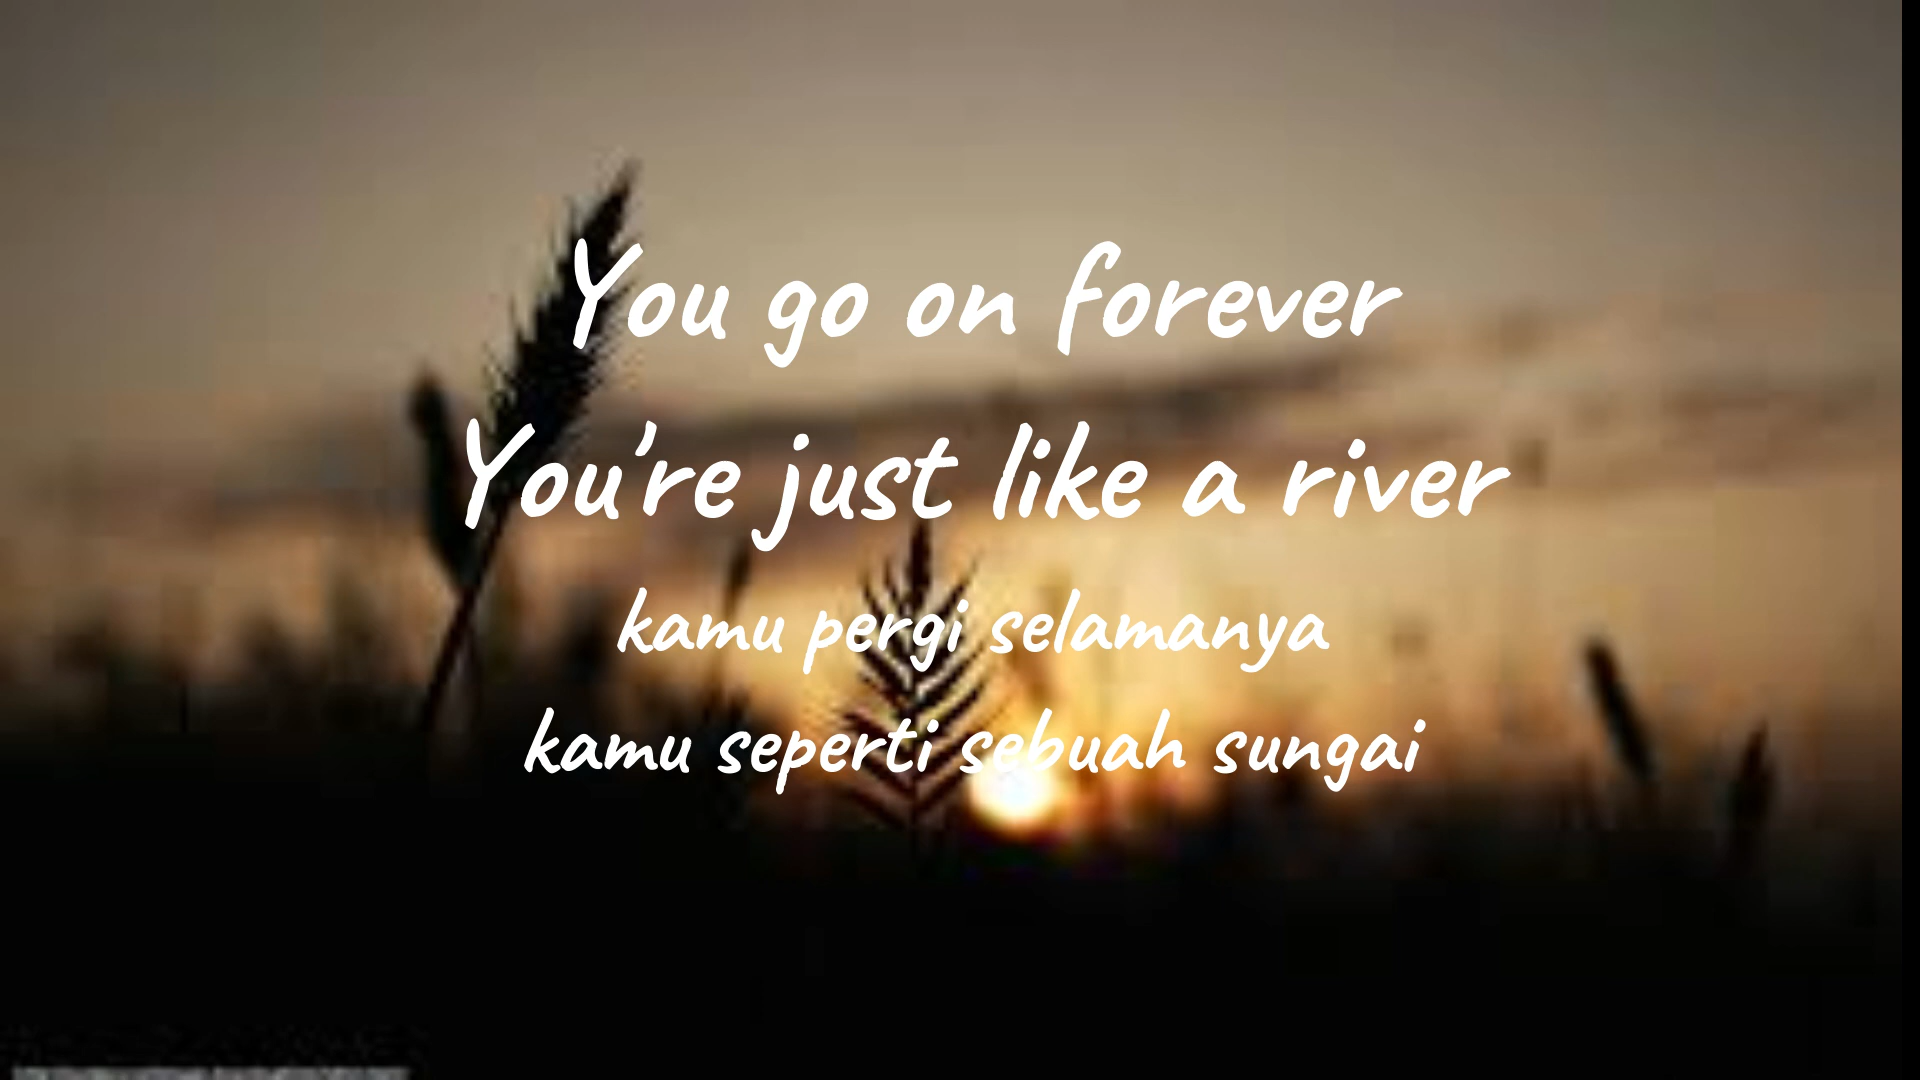 You go on forever
You're just like a river
kamu pergi selamanya
kamu seperti sebuah sungai